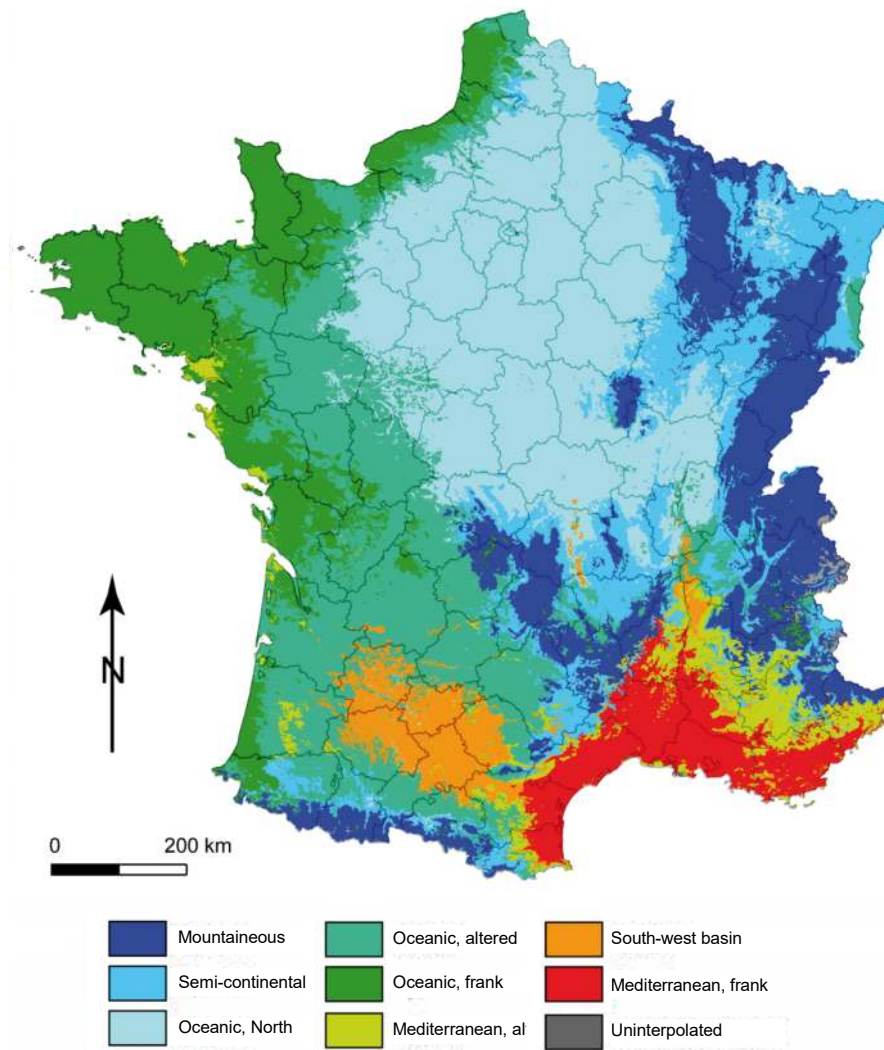 N
0 200 km
Mountaineous Oceanic, altered South-west basin
Semi-continental Oceanic, frank Mediterranean, frank
Oceanic, North Mediterranean, al Uninterpolated